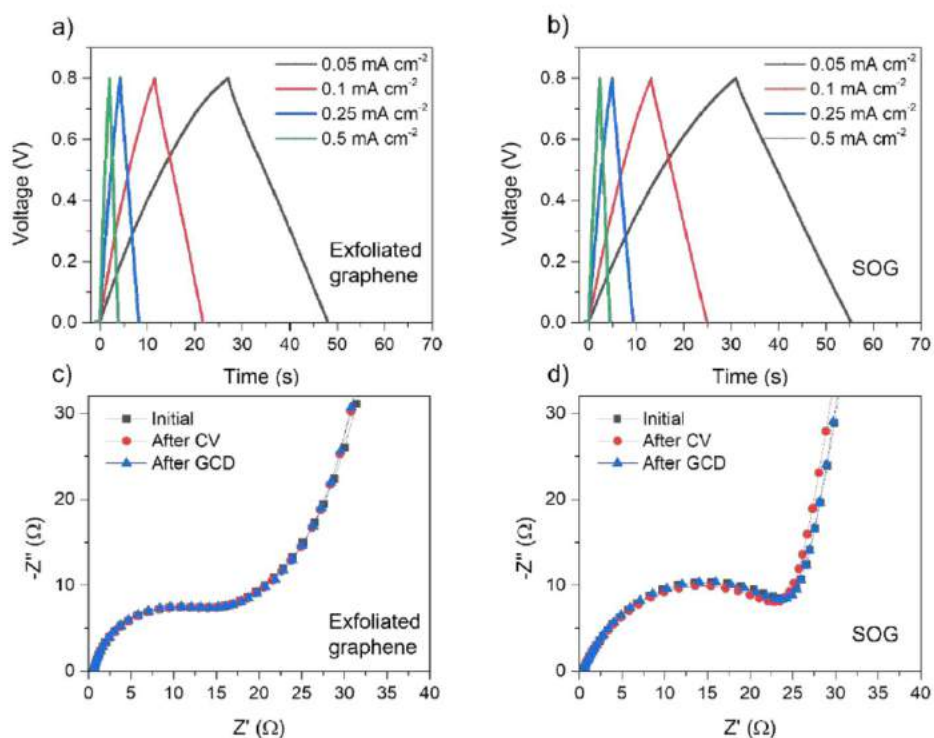 a)
0.8
0.6
0.4
0.2
0.0
Voltage (V)
0.05 mA cm⁻²
0.1 mA cm⁻²
0.25 mA cm⁻²
0.5 mA cm⁻²
Exfoliated
graphene
0 10 20 30 40 50 60 70
Time (s)
b)
0.8
0.6
0.4
0.2
0.0
Voltage (V)
0.05 mA cm⁻²
0.1 mA cm⁻²
0.25 mA cm⁻²
0.5 mA cm⁻²
SOG
0 10 20 30 40 50 60 70
Time (s)
c)
30
20
10
0
-Z'' (Ω)
Initial
After CV
After GCD
Exfoliated
graphene
0 5 10 15 20 25 30 35 40
Z' (Ω)
d)
30
20
10
0
-Z'' (Ω)
Initial
After CV
After GCD
SOG
0 5 10 15 20 25 30 35 40
Z' (Ω)